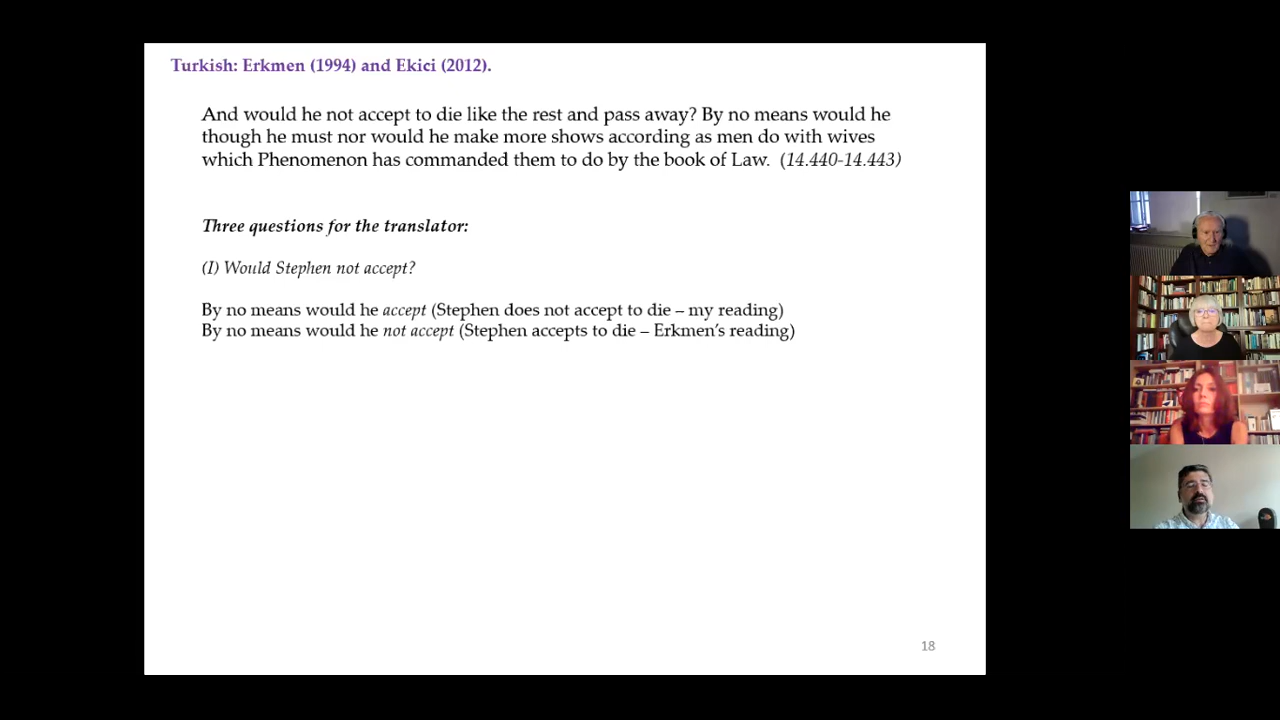 Turkish: Erkmen (1994) and Ekici (2012).
And would he not accept to die like the rest and pass away? By no means would he
though he must nor would he make more shows according as men do with wives
which Phenomenon has commanded them to do by the book of Law. (14.440-14.443)
Three questions for the translator:
(I) Would Stephen not accept?
By no means would he accept (Stephen does not accept to die – my reading)
By no means would he not accept (Stephen accepts to die – Erkmen’s reading)
18